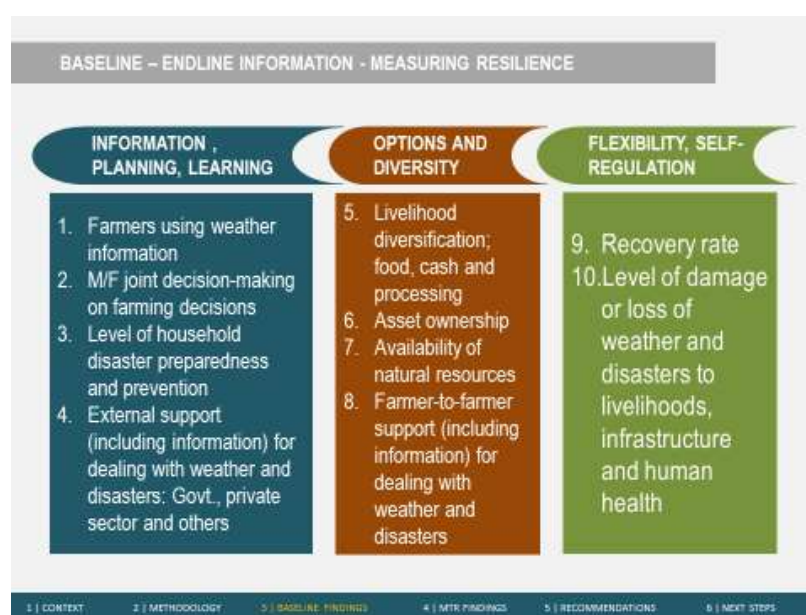 BASELINE – ENDLINE INFORMATION - MEASURING RESILIENCE
INFORMATION ,
PLANNING, LEARNING
1. Farmers using weather
information
2. M/F joint decision-making
on farming decisions
3. Level of household
disaster preparedness
and prevention
4. External support
(including information) for
dealing with weather and
disasters: Govt., private
sector and others
OPTIONS AND
DIVERSITY
5. Livelihood
diversification;
food, cash and
processing
6. Asset ownership
7. Availability of
natural resources
8. Farmer-to-farmer
support (including
information) for
dealing with
weather and
disasters
FLEXIBILITY, SELF-
REGULATION
9. Recovery rate
10.Level of damage
or loss of
weather and
disasters to
livelihoods,
infrastructure
and human
health
1 | CONTEXT 2 | METHODOLOGY 3 | BASELINE FINDINGS 4 | MTR FINDINGS 5 | RECOMMENDATIONS 6 | NEXT STEPS